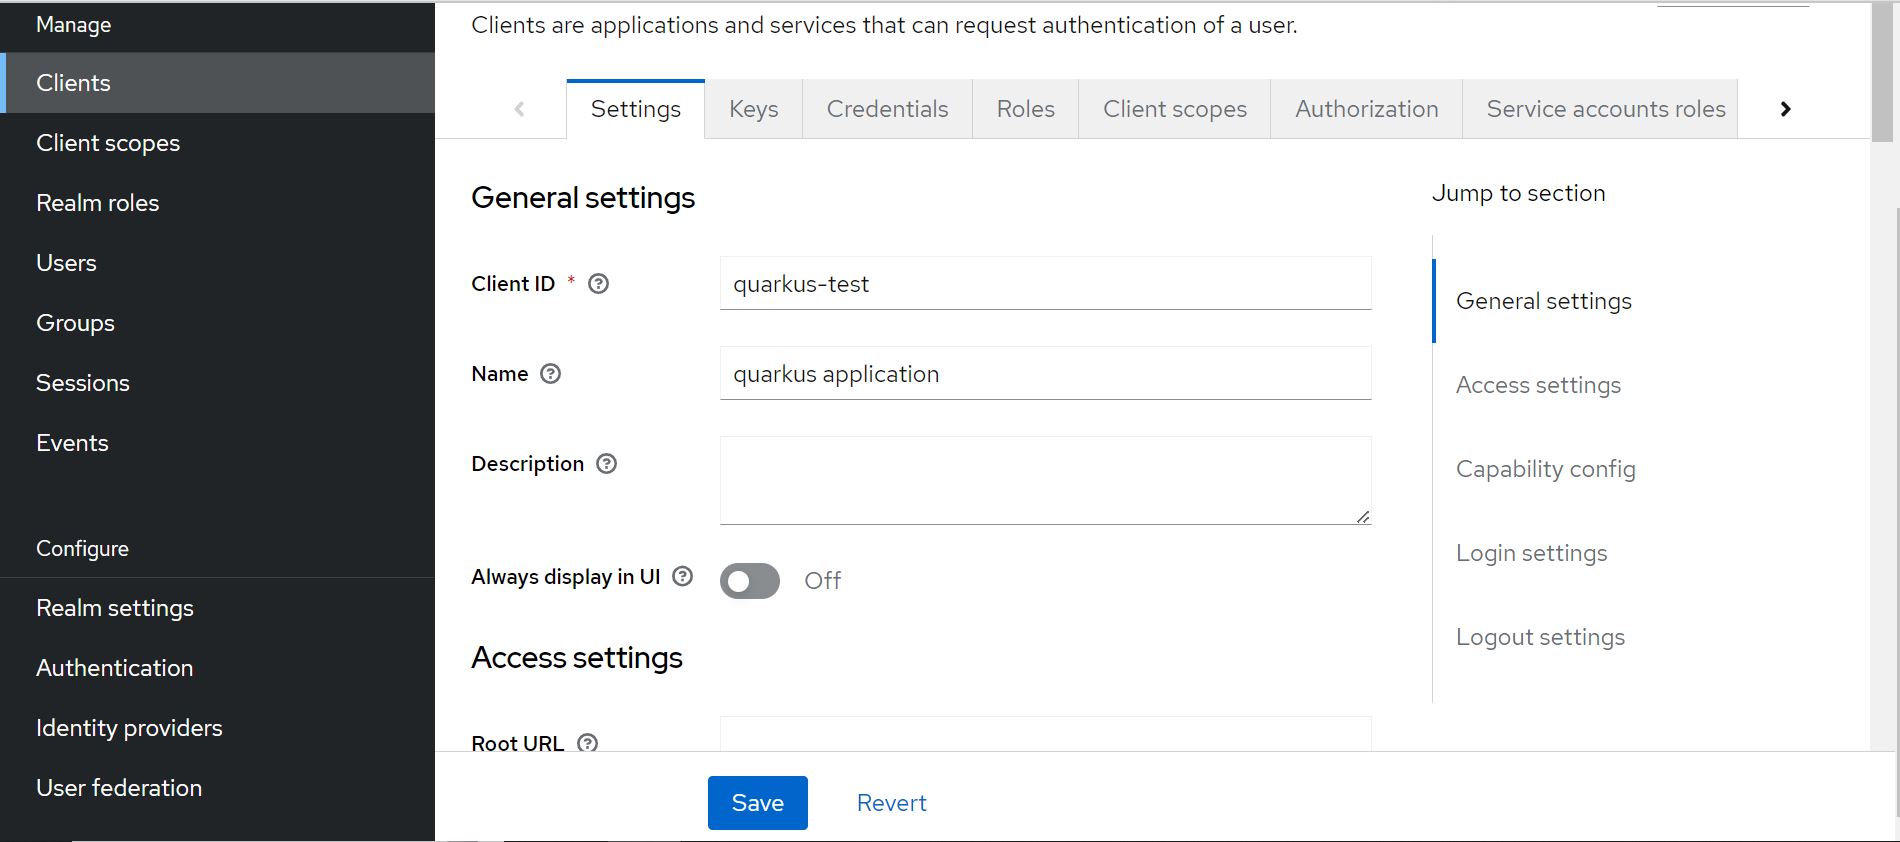 Manage
Clients
Client scopes
Realm roles
Users
Groups
Sessions
Events
Configure
Realm settings
Authentication
Identity providers
User federation
Clients are applications and services that can request authentication of a user.
Settings Keys Credentials Roles Client scopes Authorization Service accounts roles
General settings
Client ID * quarkus-test
Name quarkus application
Description
Always display in UI Off
Access settings
Root URL
Jump to section
General settings
Access settings
Capability config
Login settings
Logout settings
Save Revert